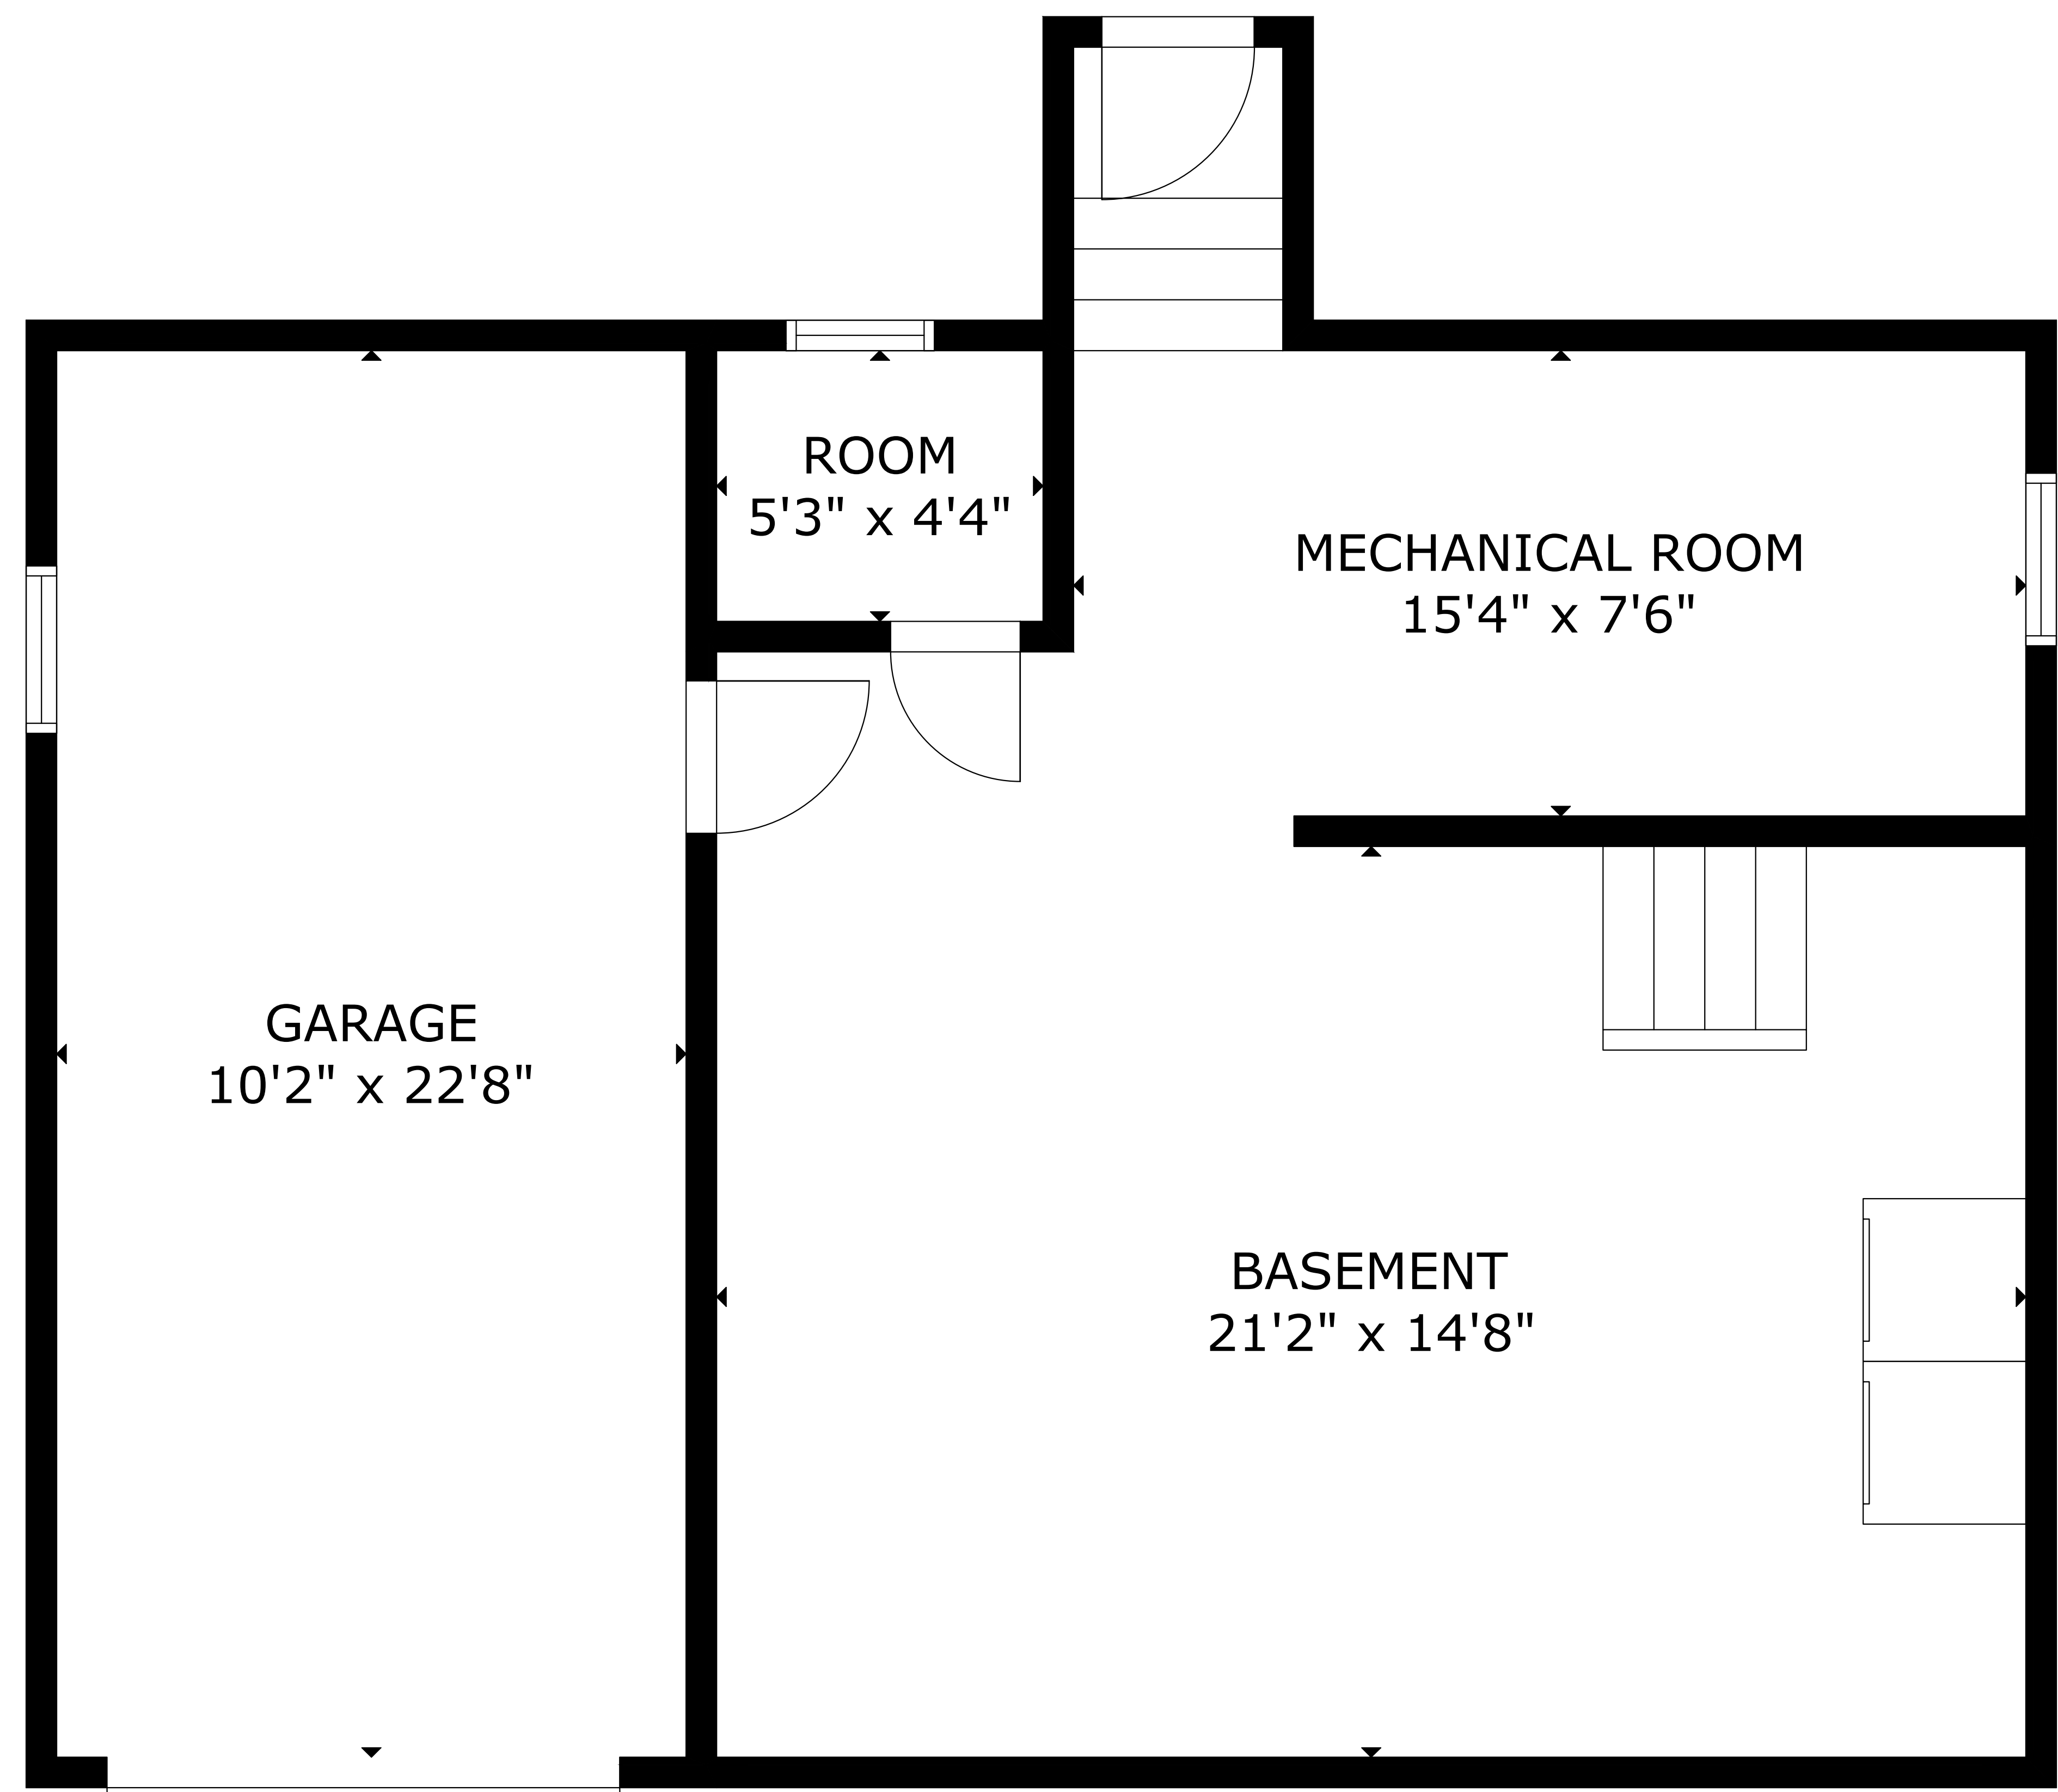 ROOM
5'3" x 4'4"
MECHANICAL ROOM
15'4" x 7'6"
GARAGE
10'2" x 22'8"
BASEMENT
21'2" x 14'8"